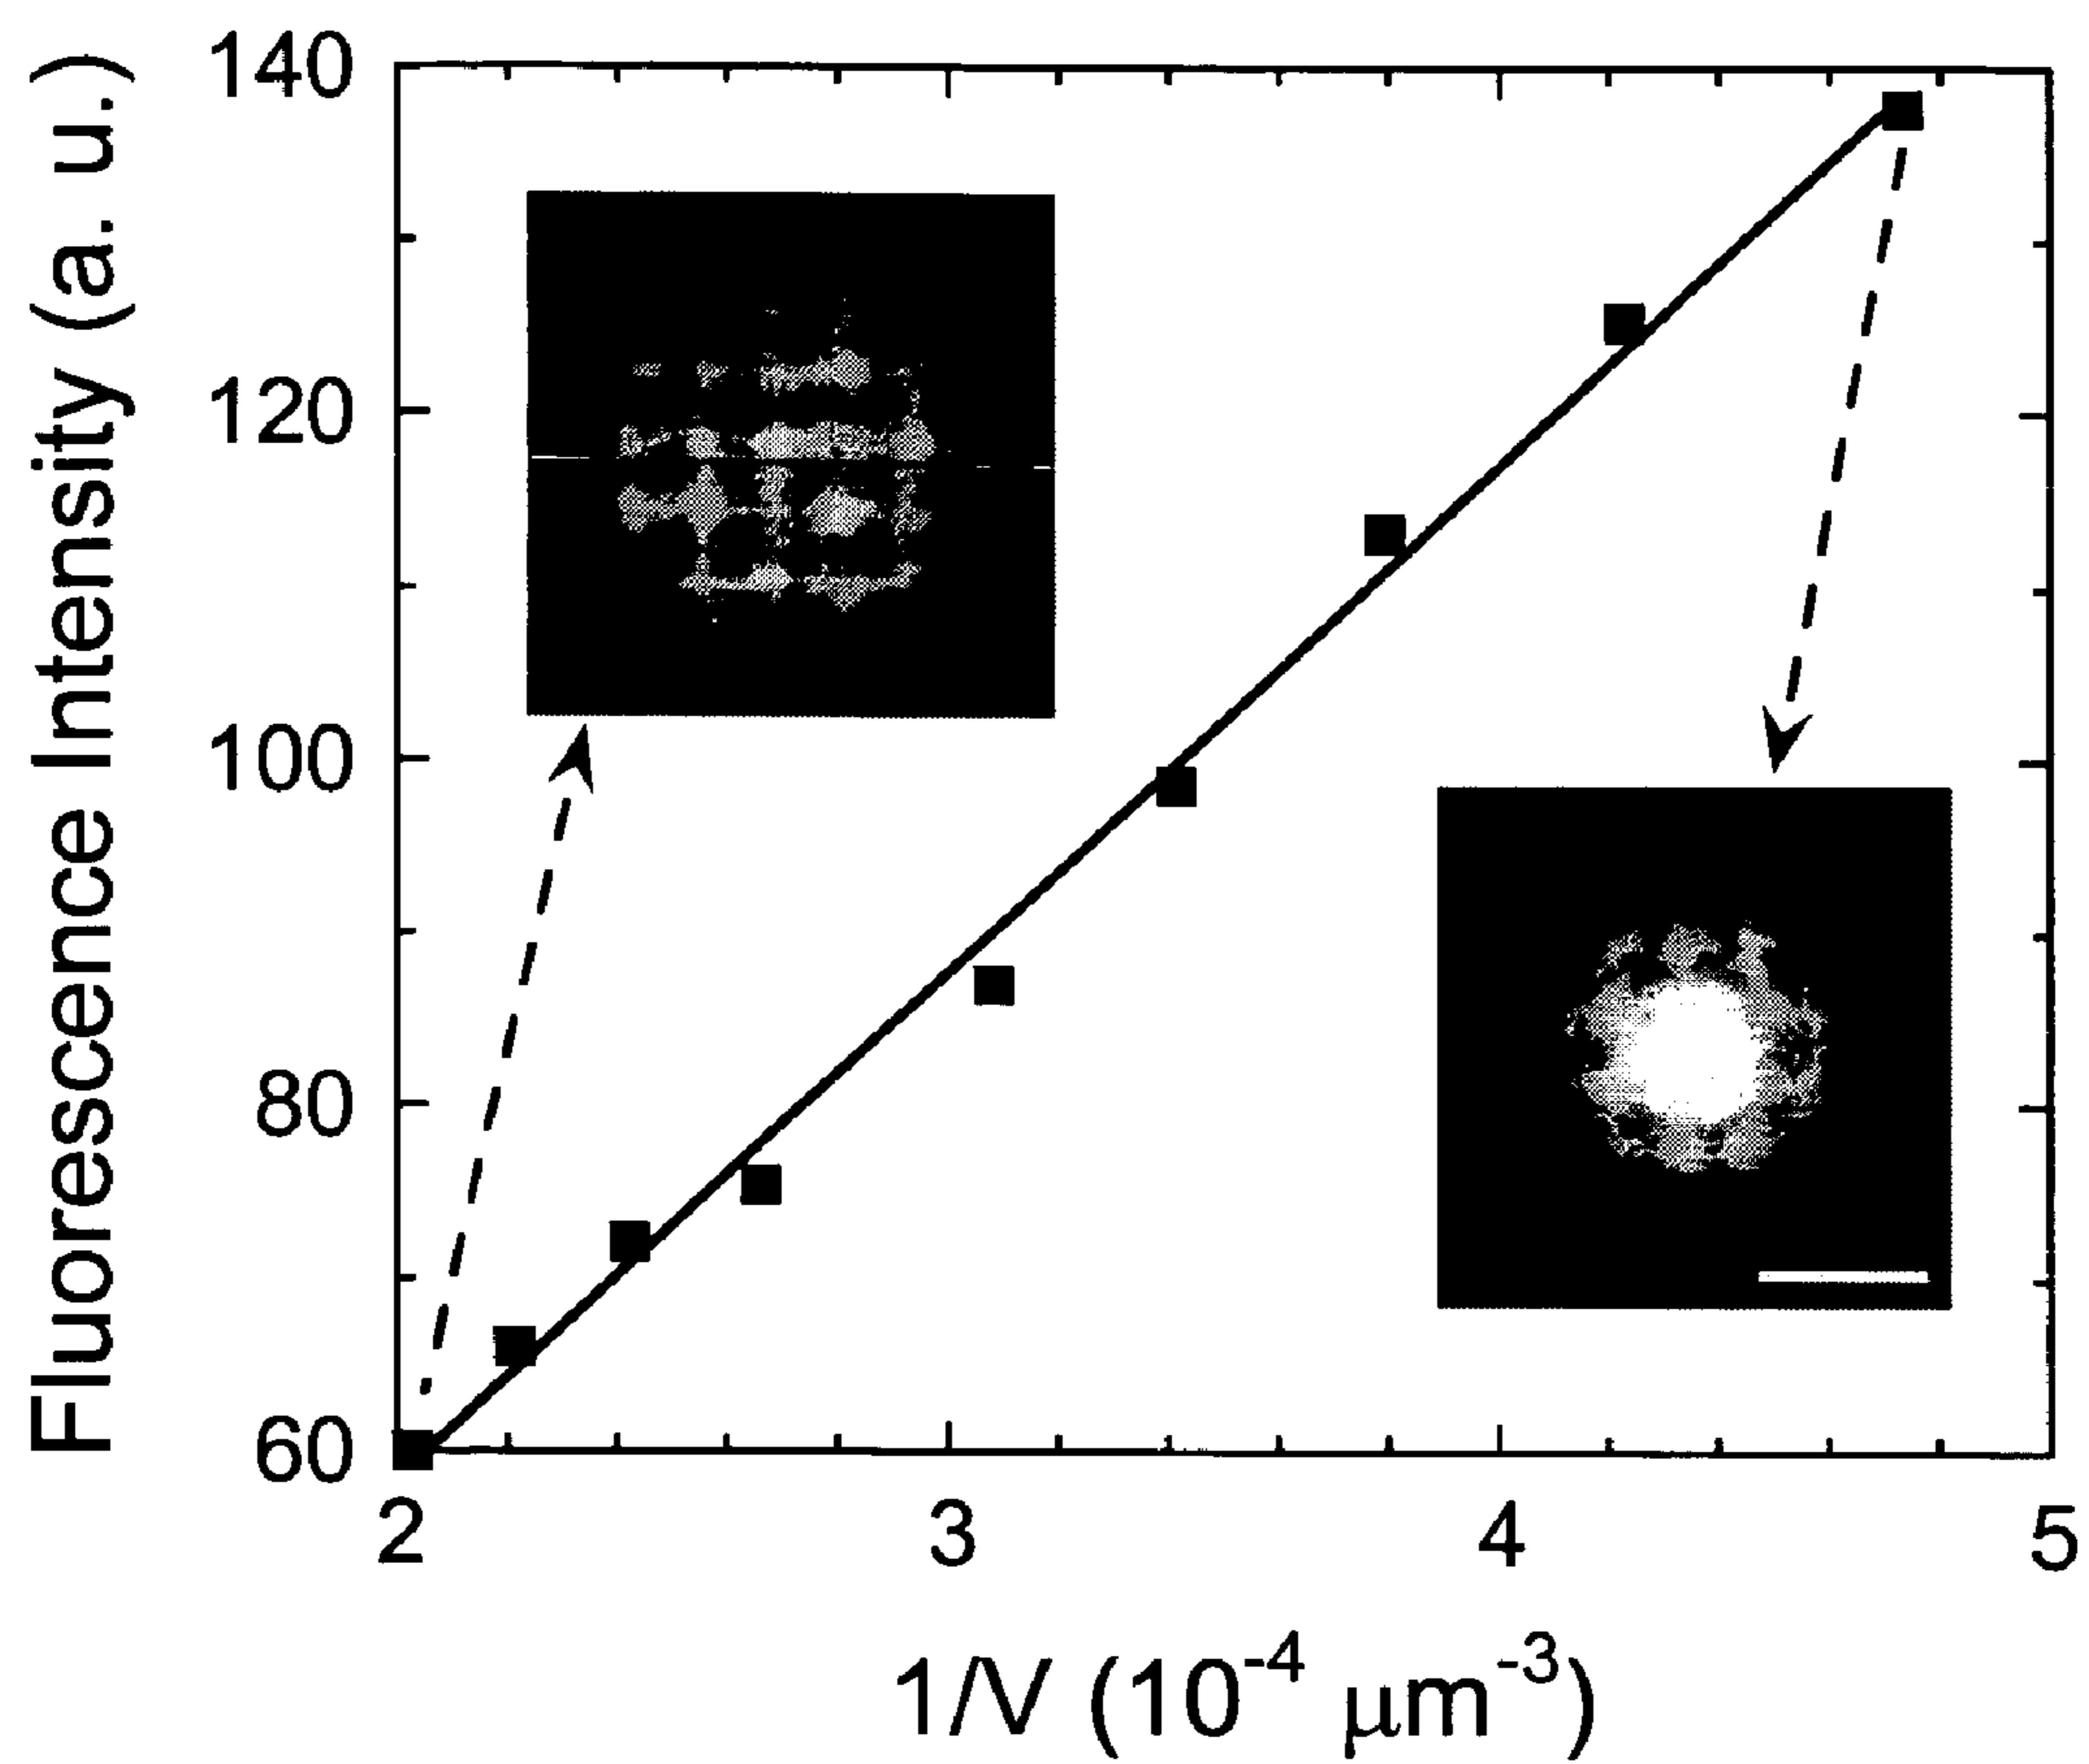 Fluorescence Intensity (a. u.)
140
120
100
80
60
2 3 4 5
1/V (10⁻⁴ μm⁻³)